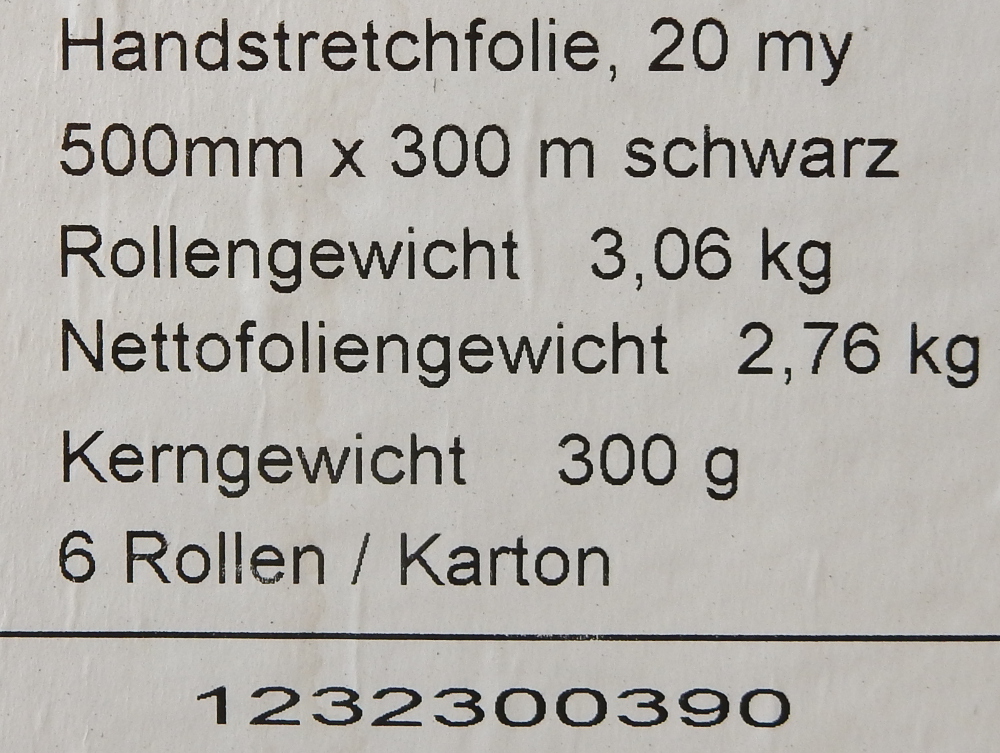 Handstretchfolie, 20 my
500mm x 300 m schwarz
Rollengewicht 3,06 kg
Nettofoliengewicht 2,76 kg
Kerngewicht 300 g
6 Rollen / Karton
1232300390